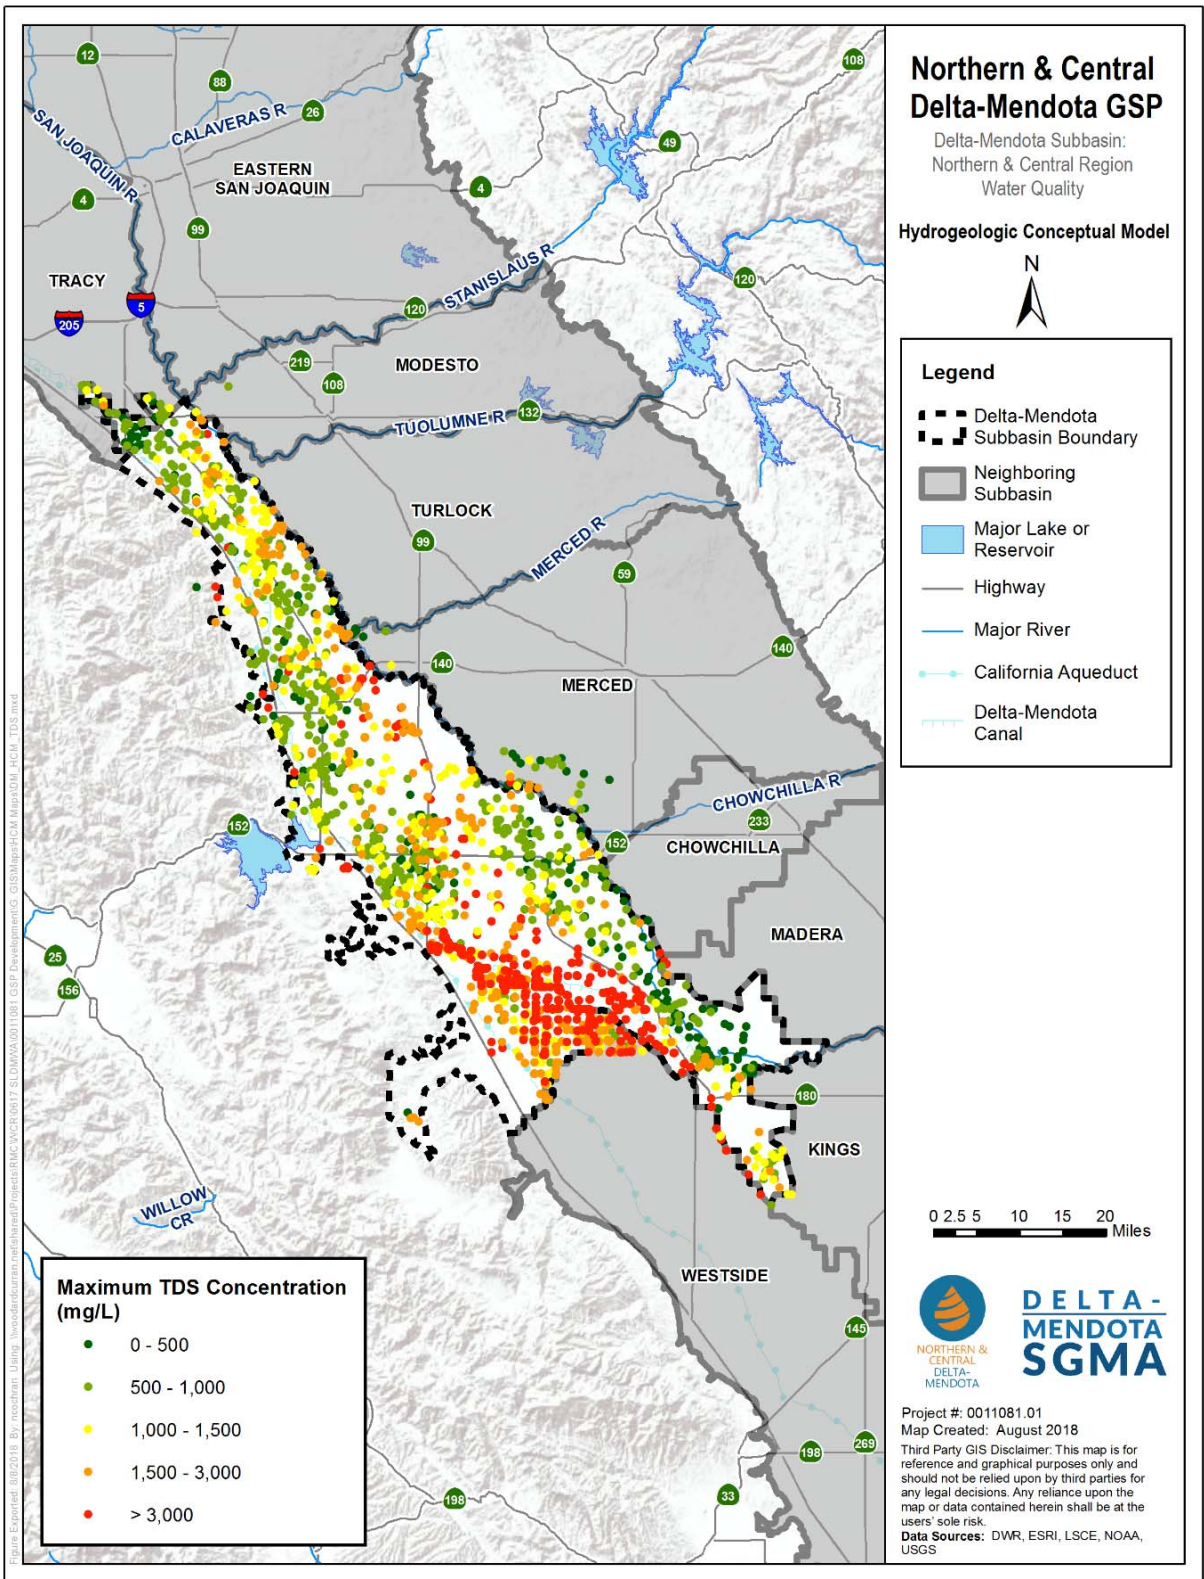 Northern & Central
Delta-Mendota GSP
Delta-Mendota Subbasin:
Northern & Central Region
Water Quality
Hydrogeologic Conceptual Model
N
Legend
Delta-Mendota
Subbasin Boundary
Neighboring
Subbasin
Major Lake or
Reservoir
Highway
Major River
California Aqueduct
Delta-Mendota
Canal
0 2.5 5 10 15 20
Miles
NORTHERN &
CENTRAL
DELTA-
MENDOTA
DELTA-
MENDOTA
SGMA
Project #: 0011081.01
Map Created: August 2018
Third Party GIS Disclaimer: This map is for
reference and graphical purposes only and
should not be relied upon by third parties for
any legal decisions. Any reliance upon the
map or data contained herein shall be at the
users' sole risk.
Data Sources: DWR, ESRI, LSCE, NOAA,
USGS
12
88
26
108
CALAVERAS R
SAN JOAQUIN R
EASTERN
SAN JOAQUIN
49
4
4
99
TRACY
5
205
STANISLAUS R
120
120
219
108
MODESTO
TUOLUMNE R
132
TURLOCK
99
MERCED R
59
140
140
MERCED
CHOWCHILLA R
233
152
152
CHOWCHILLA
MADERA
25
156
180
KINGS
WILLOW
CR
WESTSIDE
145
269
198
33
198
Maximum TDS Concentration
(mg/L)
0 - 500
500 - 1,000
1,000 - 1,500
1,500 - 3,000
> 3,000